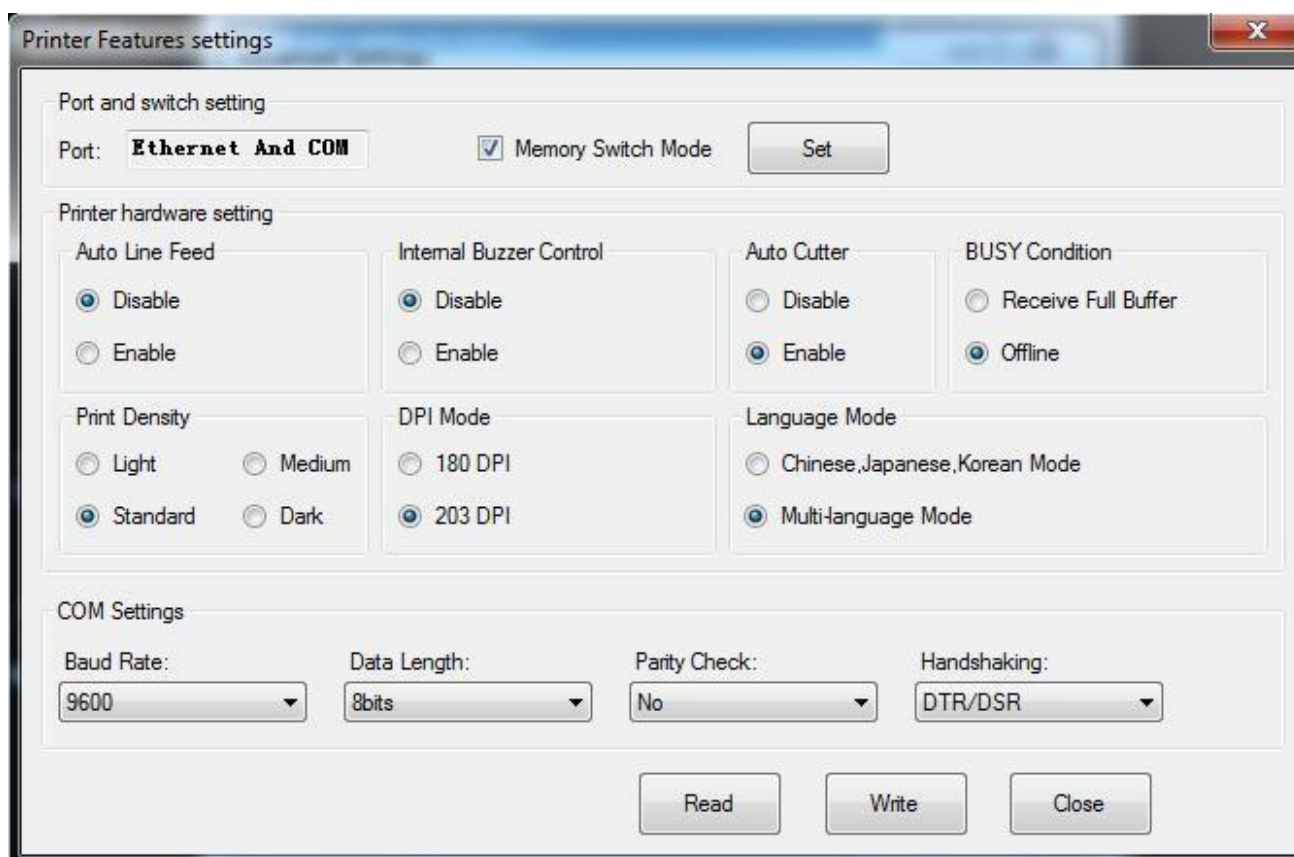 Printer Features settings
Port and switch setting
Port: Ethernet And COM Memory Switch Mode Set
Printer hardware setting
Auto Line Feed Internal Buzzer Control Auto Cutter BUSY Condition
Disable Disable Disable Receive Full Buffer
Enable Enable Enable Offline
Print Density DPI Mode Language Mode
Light Medium 180 DPI Chinese,Japanese,Korean Mode
Standard Dark 203 DPI Multi-language Mode
COM Settings
Baud Rate: Data Length: Parity Check: Handshaking:
9600 8bits No DTR/DSR
Read Write Close